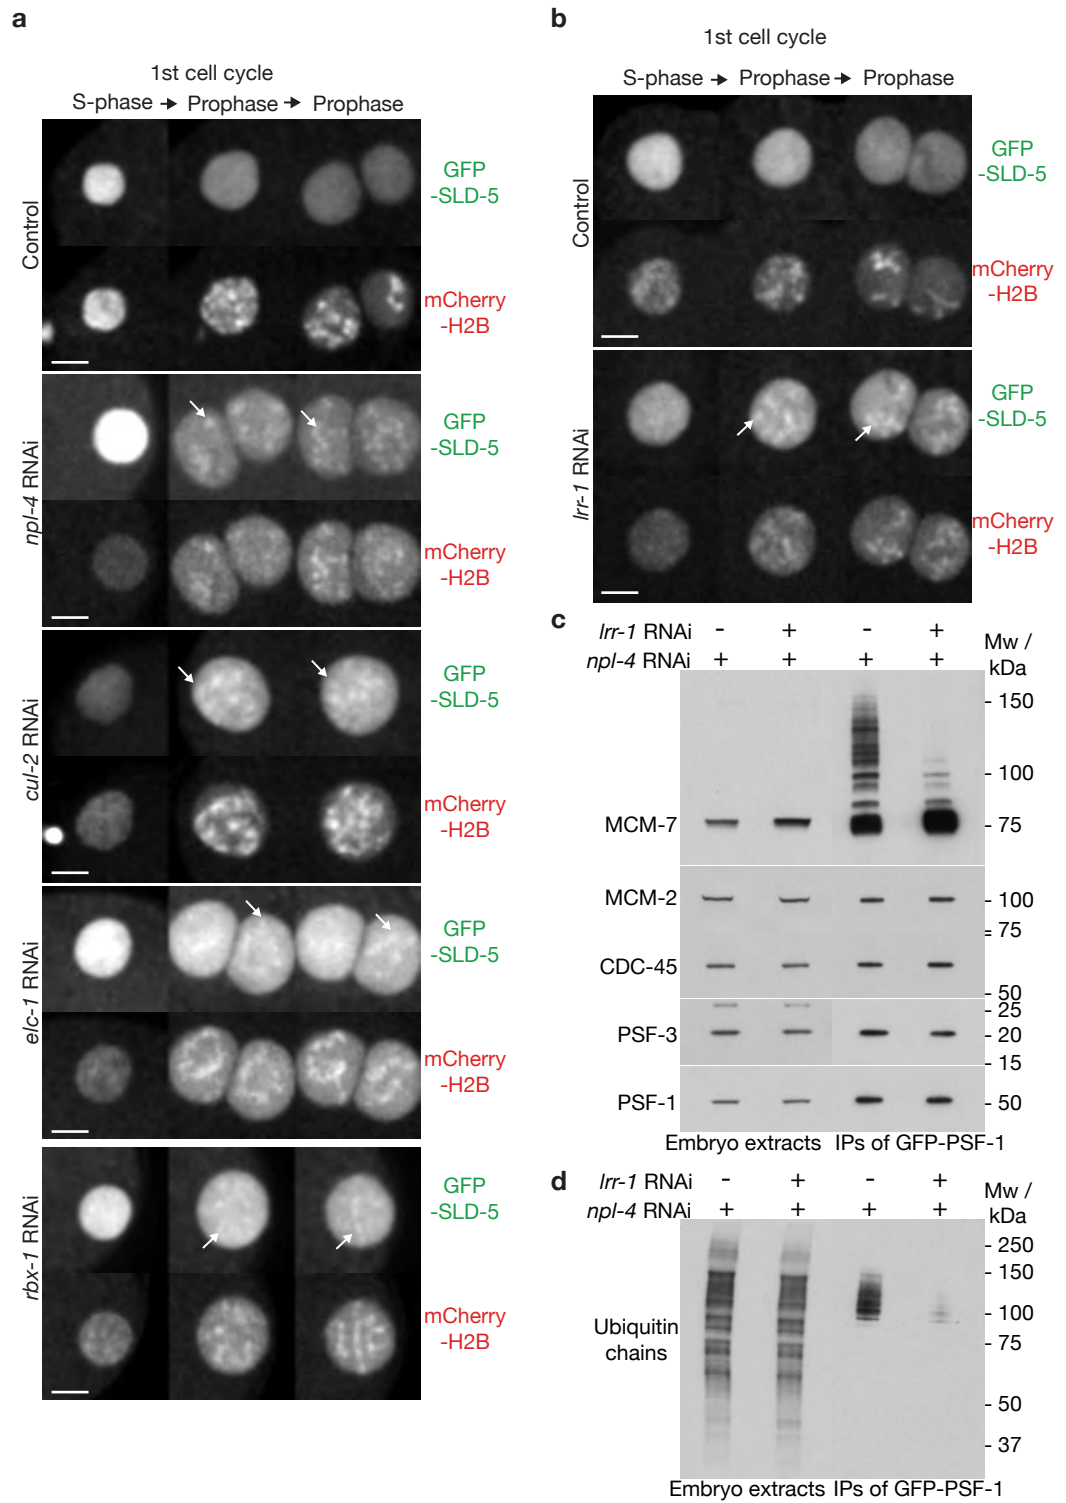 a
1st cell cycle
S-phase → Prophase → Prophase
Control
GFP
-SLD-5
mCherry
-H2B
npl-4 RNAi
GFP
-SLD-5
mCherry
-H2B
cul-2 RNAi
GFP
-SLD-5
mCherry
-H2B
elc-1 RNAi
GFP
-SLD-5
mCherry
-H2B
rbx-1 RNAi
GFP
-SLD-5
mCherry
-H2B
b
1st cell cycle
S-phase → Prophase → Prophase
Control
GFP
-SLD-5
mCherry
-H2B
lrr-1 RNAi
GFP
-SLD-5
mCherry
-H2B
c
lrr-1 RNAi - + - +
npl-4 RNAi + + + +
Mw /
kDa
- 150
- 100
MCM-7 - 75
MCM-2 - 100
- 75
CDC-45
- 50
- 25
PSF-3 - 20
- 15
PSF-1 - 50
Embryo extracts IPs of GFP-PSF-1
d
lrr-1 RNAi - + - +
npl-4 RNAi + + + +
Mw /
kDa
- 250
- 150
- 100
Ubiquitin
chains
- 75
- 50
- 37
Embryo extracts IPs of GFP-PSF-1